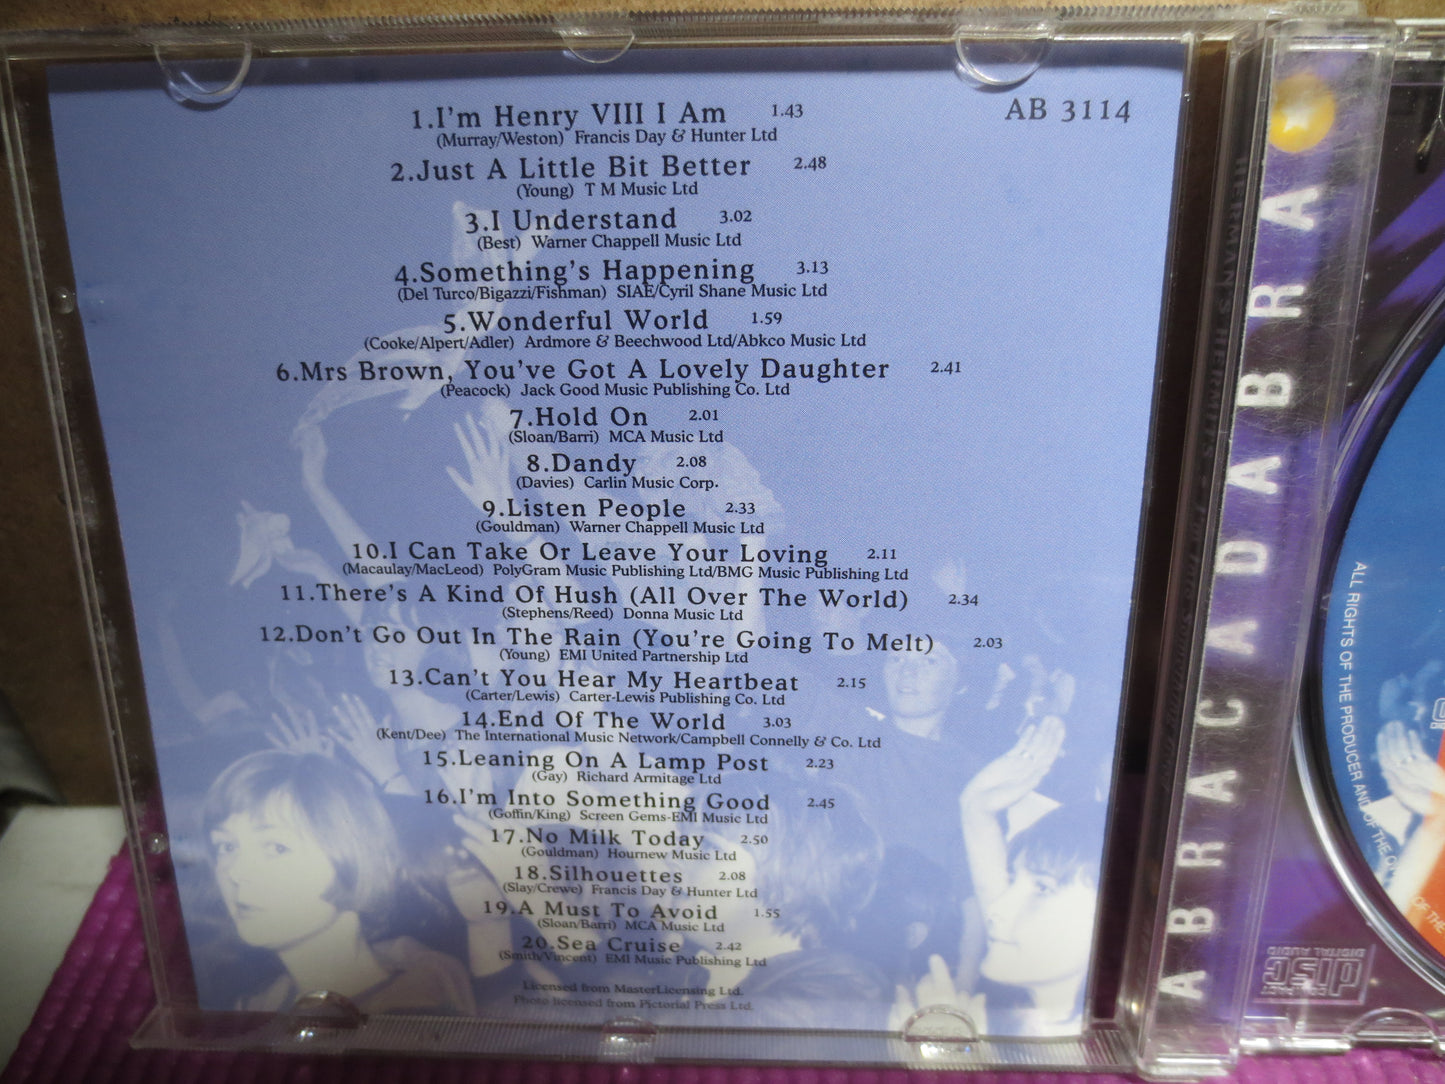 AB 3114
1.I'm Henry VIII I Am 1.43
(Murray/Weston) Francis Day & Hunter Ltd
2.Just A Little Bit Better 2.48
(Young) T M Music Ltd
3.I Understand 3.02
(Best) Warner Chappell Music Ltd
4.Something's Happening 3.13
(Del Turco/Bigazzi/Fishman) SIAE/Cyril Shane Music Ltd
5.Wonderful World 1.59
(Cooke/Alpert/Adler) Ardmore & Beechwood Ltd/Abkco Music Ltd
6.Mrs Brown, You've Got A Lovely Daughter 2.41
(Peacock) Jack Good Music Publishing Co. Ltd
7.Hold On 2.01
(Sloan/Barri) MCA Music Ltd
8.Dandy 2.08
(Davies) Carlin Music Corp.
9.Listen People 2.33
(Gouldman) Warner Chappell Music Ltd
10.I Can Take Or Leave Your Loving 2.11
(Macaulay/MacLeod) PolyGram Music Publishing Ltd/BMG Music Publishing Ltd
11.There's A Kind Of Hush (All Over The World) 2.34
(Stephens/Reed) Donna Music Ltd
12.Don't Go Out In The Rain (You're Going To Melt) 2.03
(Young) EMI United Partnership Ltd
13.Can't You Hear My Heartbeat 2.15
(Carter/Lewis) Carter-Lewis Publishing Co. Ltd
14.End Of The World 3.03
(Kent/Dee) The International Music Network/Campbell Connelly & Co. Ltd
15.Leaning On A Lamp Post 2.23
(Gay) Richard Armitage Ltd
16.I'm Into Something Good 2.45
(Goffin/King) Screen Gems-EMI Music Ltd
17.No Milk Today 2.50
(Gouldman) Hournew Music Ltd
18.Silhouettes 2.08
(Slay/Crewe) Francis Day & Hunter Ltd
19.A Must To Avoid 1.55
(Sloan/Barri) MCA Music Ltd
20.Sea Cruise 2.42
(Smith/Vincent) EMI Music Publishing Ltd
Licensed from MasterLicensing Ltd.
Photo licensed from Pictorial Press Ltd.
HERMAN'S HERMITS
ABRACADABRA
ALL RIGHTS OF THE PRODUCER AND OF THE
OF THE
disc
DIGITAL AUDIO